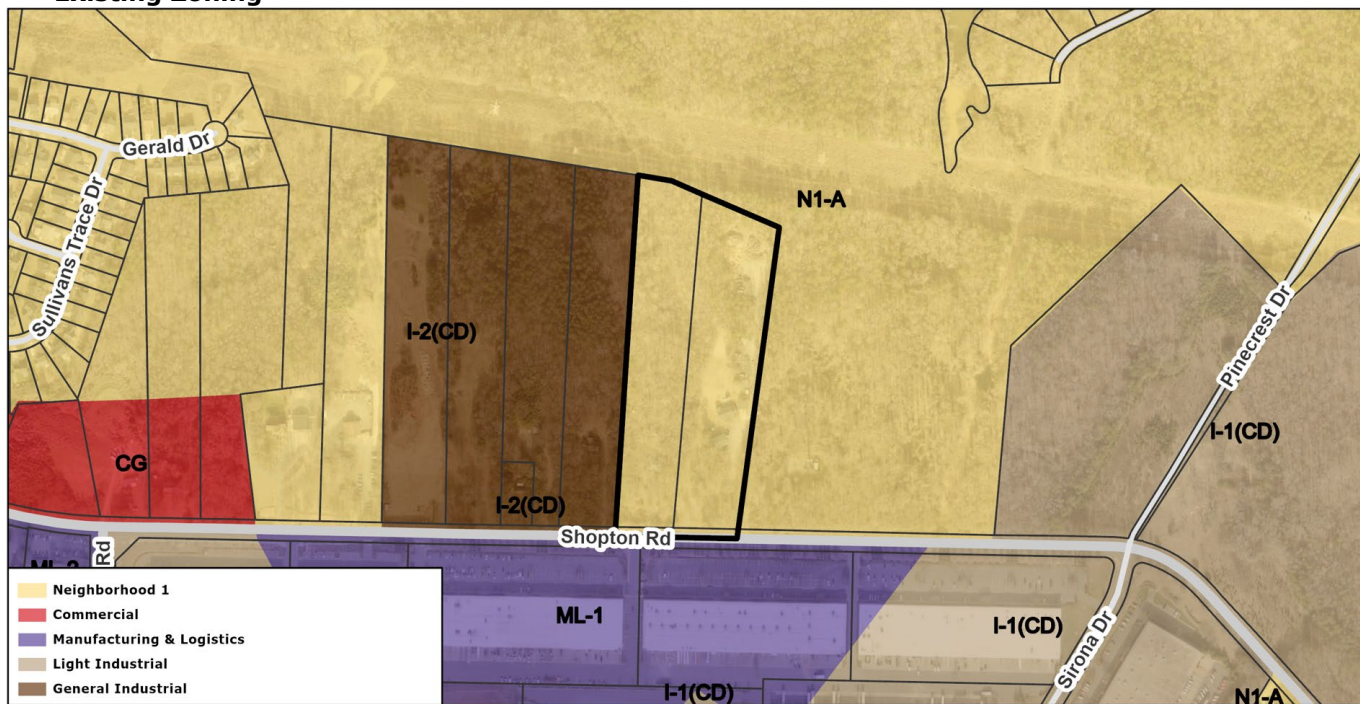 Existing Zoning
Gerald Dr
Sullivans Trace Dr
N1-A
I-2(CD)
Pinecrest Dr
I-1(CD)
CG
I-2(CD)
Shopton Rd
Rd
ML-2
ML-1
I-1(CD)
Sirona Dr
I-1(CD)
N1-A
Neighborhood 1
Commercial
Manufacturing & Logistics
Light Industrial
General Industrial